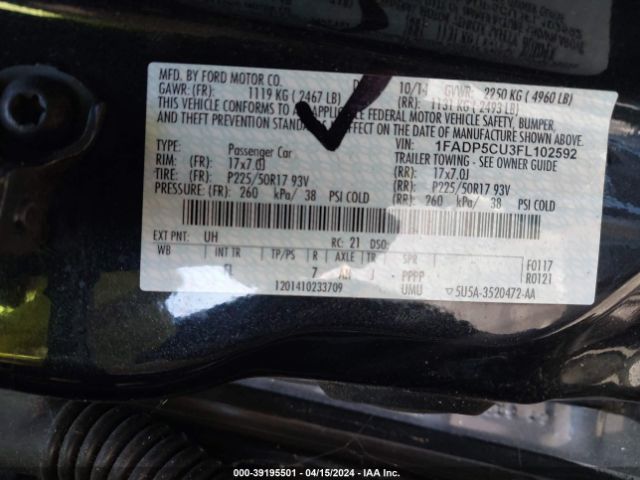 MFD. BY FORD MOTOR CO. 10/14 GVWR: 2250 KG ( 4960 LB)
GAWR: (FR): 1119 KG ( 2467 LB) (RR): 1131 KG ( 2493 LB)
THIS VEHICLE CONFORMS TO ALL APPLICABLE FEDERAL MOTOR VEHICLE SAFETY, BUMPER,
AND THEFT PREVENTION STANDARDS IN EFFECT ON THE DATE OF MANUFACTURE SHOWN ABOVE.
VIN: 1FADP5CU3FL102592
Passenger Car TRAILER TOWING - SEE OWNER GUIDE
RIM: (FR): 17x7.0J (RR): 17x7.0J
TIRE: (FR): P225/50R17 93V (RR): P225/50R17 93V
PRESSURE: (FR): 260 kPa/ 38 PSI COLD (RR): 260 kPa/ 38 PSI COLD
EXT PNT: UH RC: 21 DSO:
WB INT TR TP/PS R AXLE TR SPR F0117
7 J PPPP R0121
1201410233709 UMU 5U5A-3520472-AA
000-39195501 - 04/15/2024 - IAA Inc.